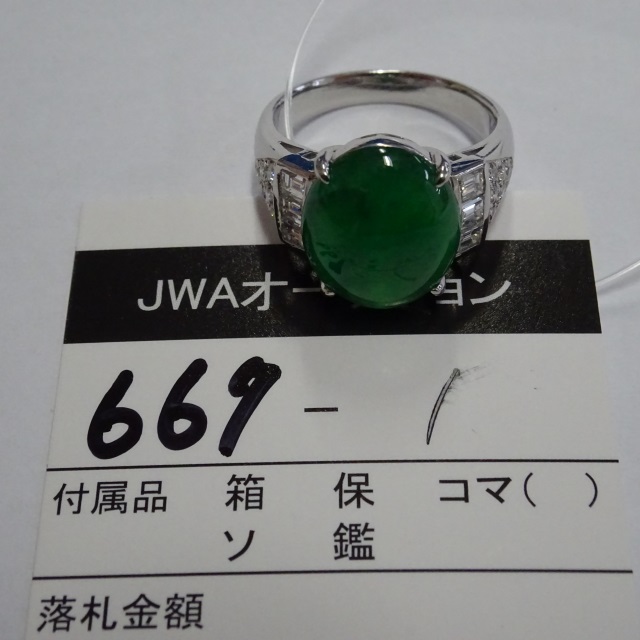 JWAオー ョン
669-1
付属品 箱 保 コマ( )
ソ 鑑
落札金額